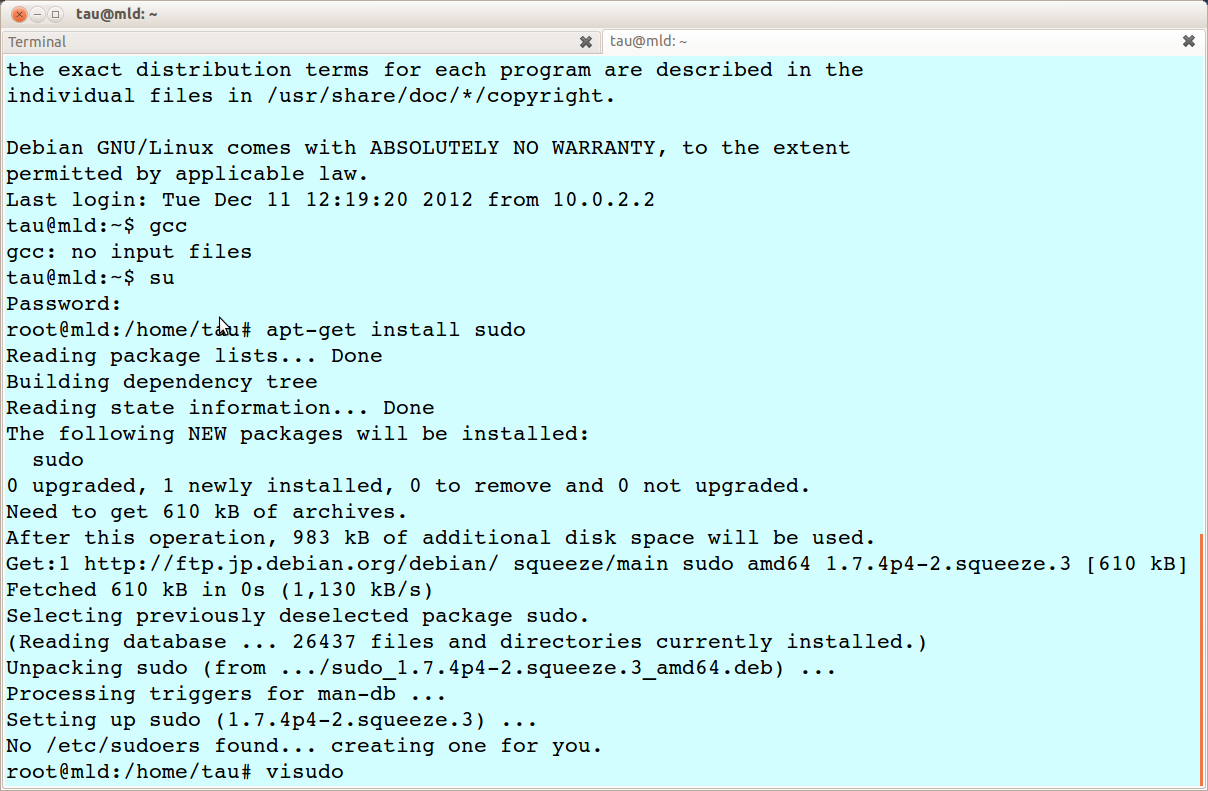 tau@mld: ~
Terminal
tau@mld: ~
the exact distribution terms for each program are described in the
individual files in /usr/share/doc/*/copyright.

Debian GNU/Linux comes with ABSOLUTELY NO WARRANTY, to the extent
permitted by applicable law.
Last login: Tue Dec 11 12:19:20 2012 from 10.0.2.2
tau@mld:~$ gcc
gcc: no input files
tau@mld:~$ su
Password:
root@mld:/home/tau# apt-get install sudo
Reading package lists... Done
Building dependency tree
Reading state information... Done
The following NEW packages will be installed:
  sudo
0 upgraded, 1 newly installed, 0 to remove and 0 not upgraded.
Need to get 610 kB of archives.
After this operation, 983 kB of additional disk space will be used.
Get:1 http://ftp.jp.debian.org/debian/ squeeze/main sudo amd64 1.7.4p4-2.squeeze.3 [610 kB]
Fetched 610 kB in 0s (1,130 kB/s)
Selecting previously deselected package sudo.
(Reading database ... 26437 files and directories currently installed.)
Unpacking sudo (from .../sudo_1.7.4p4-2.squeeze.3_amd64.deb) ...
Processing triggers for man-db ...
Setting up sudo (1.7.4p4-2.squeeze.3) ...
No /etc/sudoers found... creating one for you.
root@mld:/home/tau# visudo